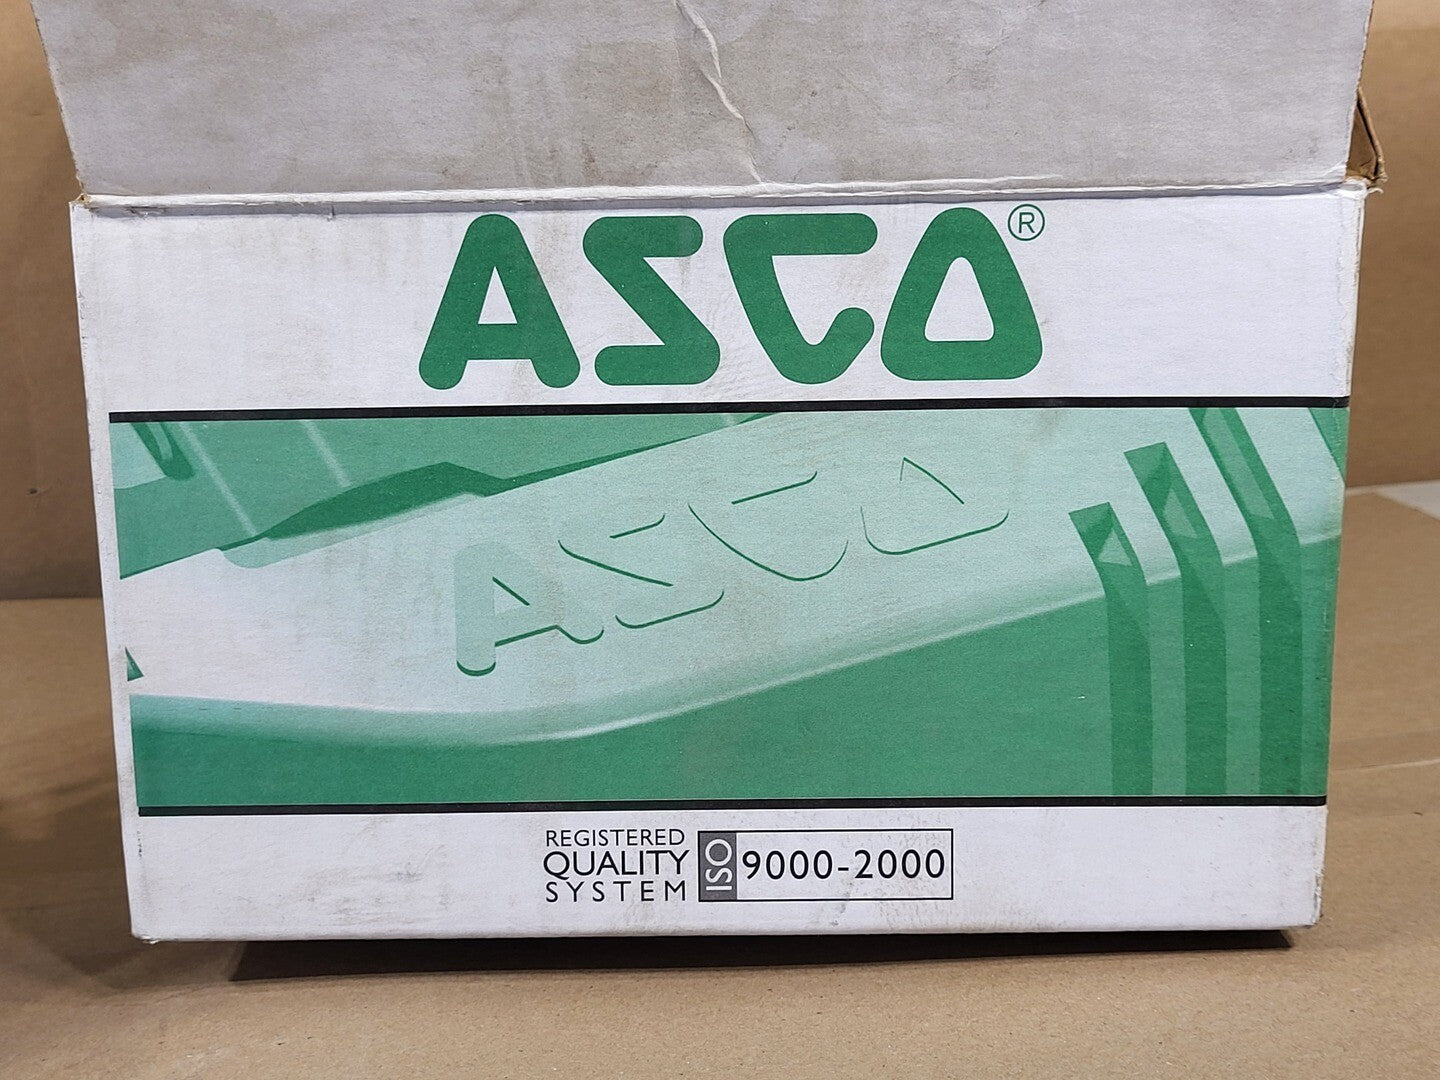 ASCO®
ASCO
REGISTERED
QUALITY
SYSTEM
ISO 9000-2000